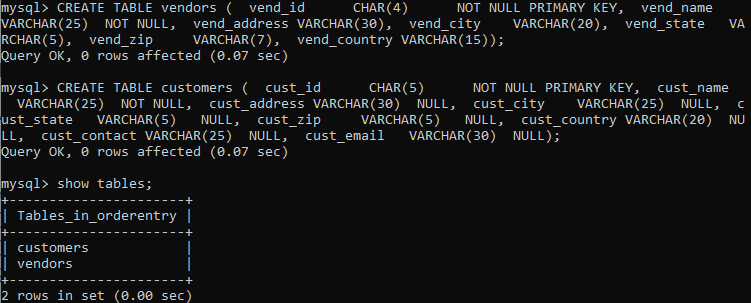 mysql> CREATE TABLE vendors (  vend_id      CHAR(4)      NOT NULL PRIMARY KEY,  vend_name
VARCHAR(25)  NOT NULL,  vend_address VARCHAR(30),  vend_city    VARCHAR(20),  vend_state   VA
RCHAR(5),  vend_zip     VARCHAR(7),  vend_country VARCHAR(15));
Query OK, 0 rows affected (0.07 sec)
mysql> CREATE TABLE customers (  cust_id      CHAR(5)      NOT NULL PRIMARY KEY,  cust_name
  VARCHAR(25)  NOT NULL,  cust_address VARCHAR(30)  NULL,  cust_city    VARCHAR(25)  NULL,  c
ust_state   VARCHAR(5)   NULL,  cust_zip     VARCHAR(5)   NULL,  cust_country VARCHAR(20)  NU
LL,  cust_contact VARCHAR(25)  NULL,  cust_email   VARCHAR(30)  NULL);
Query OK, 0 rows affected (0.07 sec)
mysql> show tables;
+----------------------+
| Tables_in_orderentry |
+----------------------+
| customers            |
| vendors              |
+----------------------+
2 rows in set (0.00 sec)